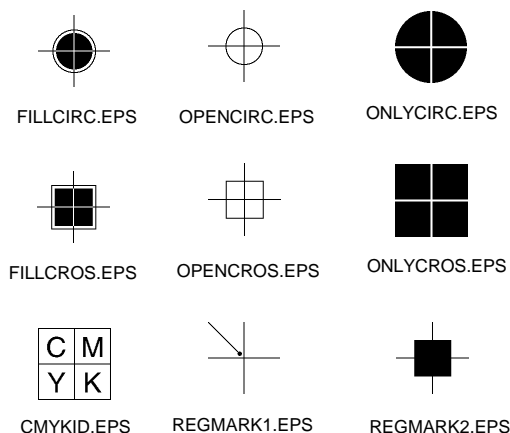 FILLCIRC.EPS OPENCIRC.EPS ONLYCIRC.EPS
FILLCROS.EPS OPENCROS.EPS ONLYCROS.EPS
C M
Y K
CMYKID.EPS REGMARK1.EPS REGMARK2.EPS